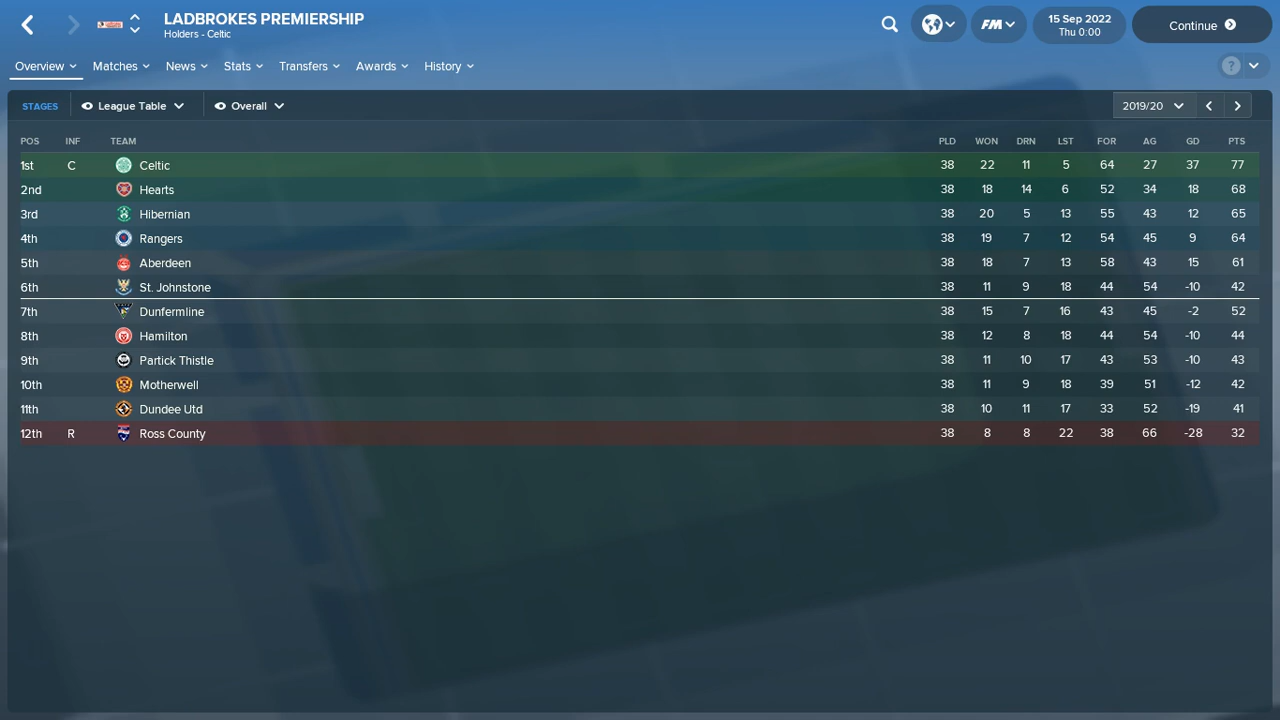 LADBROKES PREMIERSHIP
Holders - Celtic
FM
15 Sep 2022
Thu 0:00
Continue
Overview Matches News Stats Transfers Awards History
?
STAGES League Table Overall 2019/20
POS INF TEAM PLD WON DRN LST FOR AG GD PTS
1st C Celtic 38 22 11 5 64 27 37 77
2nd Hearts 38 18 14 6 52 34 18 68
3rd Hibernian 38 20 5 13 55 43 12 65
4th Rangers 38 19 7 12 54 45 9 64
5th Aberdeen 38 18 7 13 58 43 15 61
6th St. Johnstone 38 11 9 18 44 54 -10 42
7th Dunfermline 38 15 7 16 43 45 -2 52
8th Hamilton 38 12 8 18 44 54 -10 44
9th Partick Thistle 38 11 10 17 43 53 -10 43
10th Motherwell 38 11 9 18 39 51 -12 42
11th Dundee Utd 38 10 11 17 33 52 -19 41
12th R Ross County 38 8 8 22 38 66 -28 32